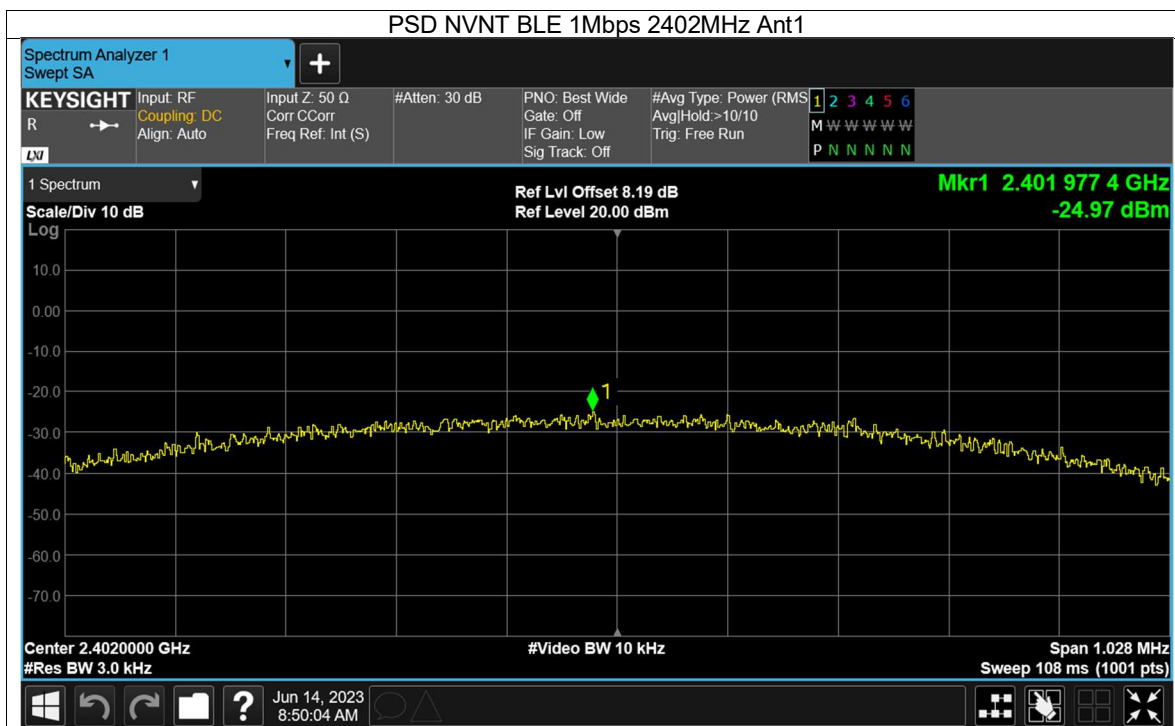 PSD NVNT BLE 1Mbps 2402MHz Ant1
Spectrum Analyzer 1
Swept SA
KEYSIGHT
R
LXI
Input: RF
Coupling: DC
Align: Auto
Input Z: 50 Ω
Corr CCorr
Freq Ref: Int (S)
#Atten: 30 dB
PNO: Best Wide
Gate: Off
IF Gain: Low
Sig Track: Off
#Avg Type: Power (RMS
Avg|Hold:>10/10
Trig: Free Run
1 2 3 4 5 6
M W W W W W
P N N N N N
1 Spectrum
Scale/Div 10 dB
Ref Lvl Offset 8.19 dB
Ref Level 20.00 dBm
Mkr1 2.401 977 4 GHz
-24.97 dBm
Log
10.0
0.00
-10.0
-20.0
-30.0
-40.0
-50.0
-60.0
-70.0
1
Center 2.4020000 GHz
#Res BW 3.0 kHz
#Video BW 10 kHz
Span 1.028 MHz
Sweep 108 ms (1001 pts)
?
Jun 14, 2023
8:50:04 AM